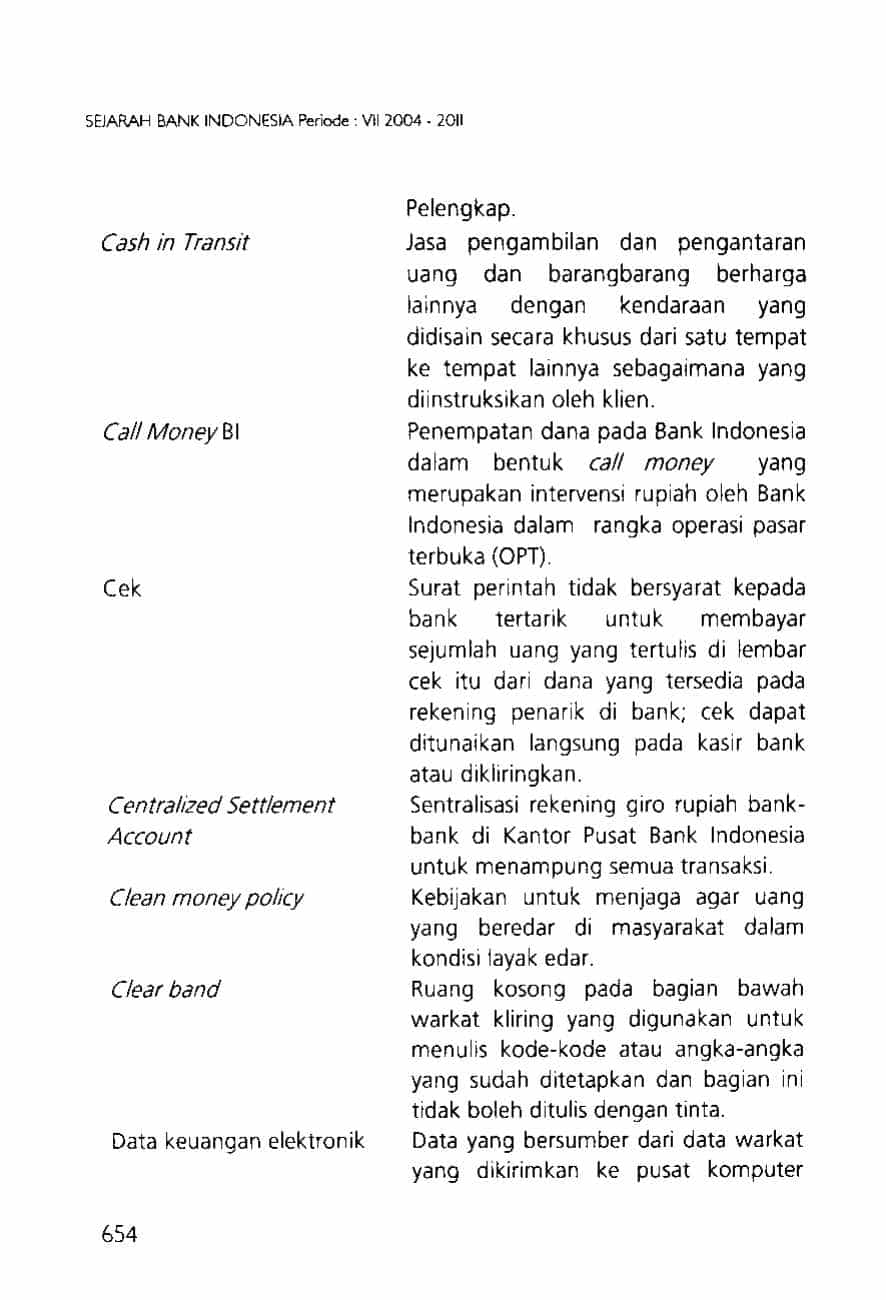 SEJARAH BANK INDONESIA Periode : VII 2004 - 2011
Pelengkap.
Cash in Transit Jasa pengambilan dan pengantaran
uang dan barangbarang berharga
lainnya dengan kendaraan yang
didisain secara khusus dari satu tempat
ke tempat lainnya sebagaimana yang
diinstruksikan oleh klien.
Call Money BI Penempatan dana pada Bank Indonesia
dalam bentuk call money yang
merupakan intervensi rupiah oleh Bank
Indonesia dalam rangka operasi pasar
terbuka (OPT).
Cek Surat perintah tidak bersyarat kepada
bank tertarik untuk membayar
sejumlah uang yang tertulis di lembar
cek itu dari dana yang tersedia pada
rekening penarik di bank; cek dapat
ditunaikan langsung pada kasir bank
atau dikliringkan.
Centralized Settlement Sentralisasi rekening giro rupiah bank-
Account bank di Kantor Pusat Bank Indonesia
untuk menampung semua transaksi.
Clean money policy Kebijakan untuk menjaga agar uang
yang beredar di masyarakat dalam
kondisi layak edar.
Clear band Ruang kosong pada bagian bawah
warkat kliring yang digunakan untuk
menulis kode-kode atau angka-angka
yang sudah ditetapkan dan bagian ini
tidak boleh ditulis dengan tinta.
Data keuangan elektronik Data yang bersumber dari data warkat
yang dikirimkan ke pusat komputer
654